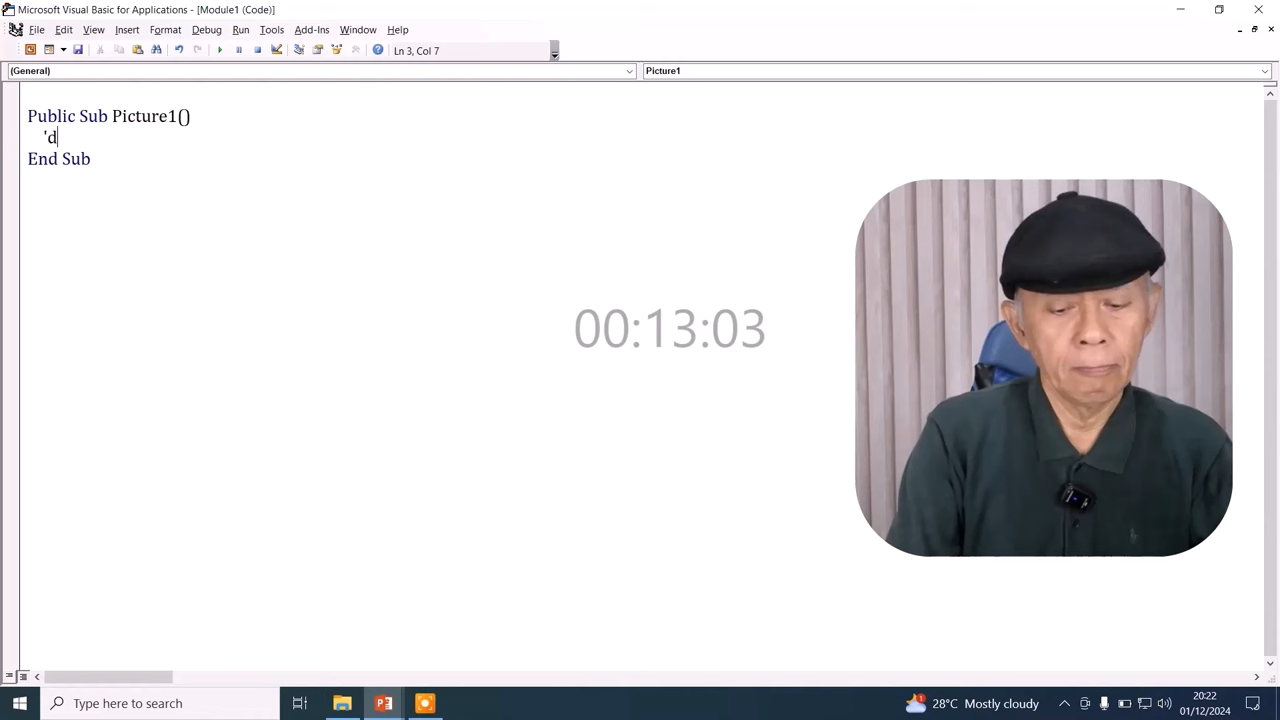 Microsoft Visual Basic for Applications - [Module1 (Code)]
File Edit View Insert Format Debug Run Tools Add-Ins Window Help
Ln 3, Col 7
(General) Picture1
Public Sub Picture1()
'd
End Sub
00:13:03
Type here to search
28°C Mostly cloudy
20:22
01/12/2024